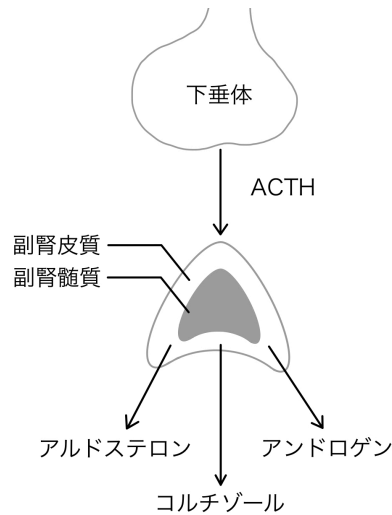 下垂体
ACTH
副腎皮質
副腎髄質
アルドステロン
アンドロゲン
コルチゾール